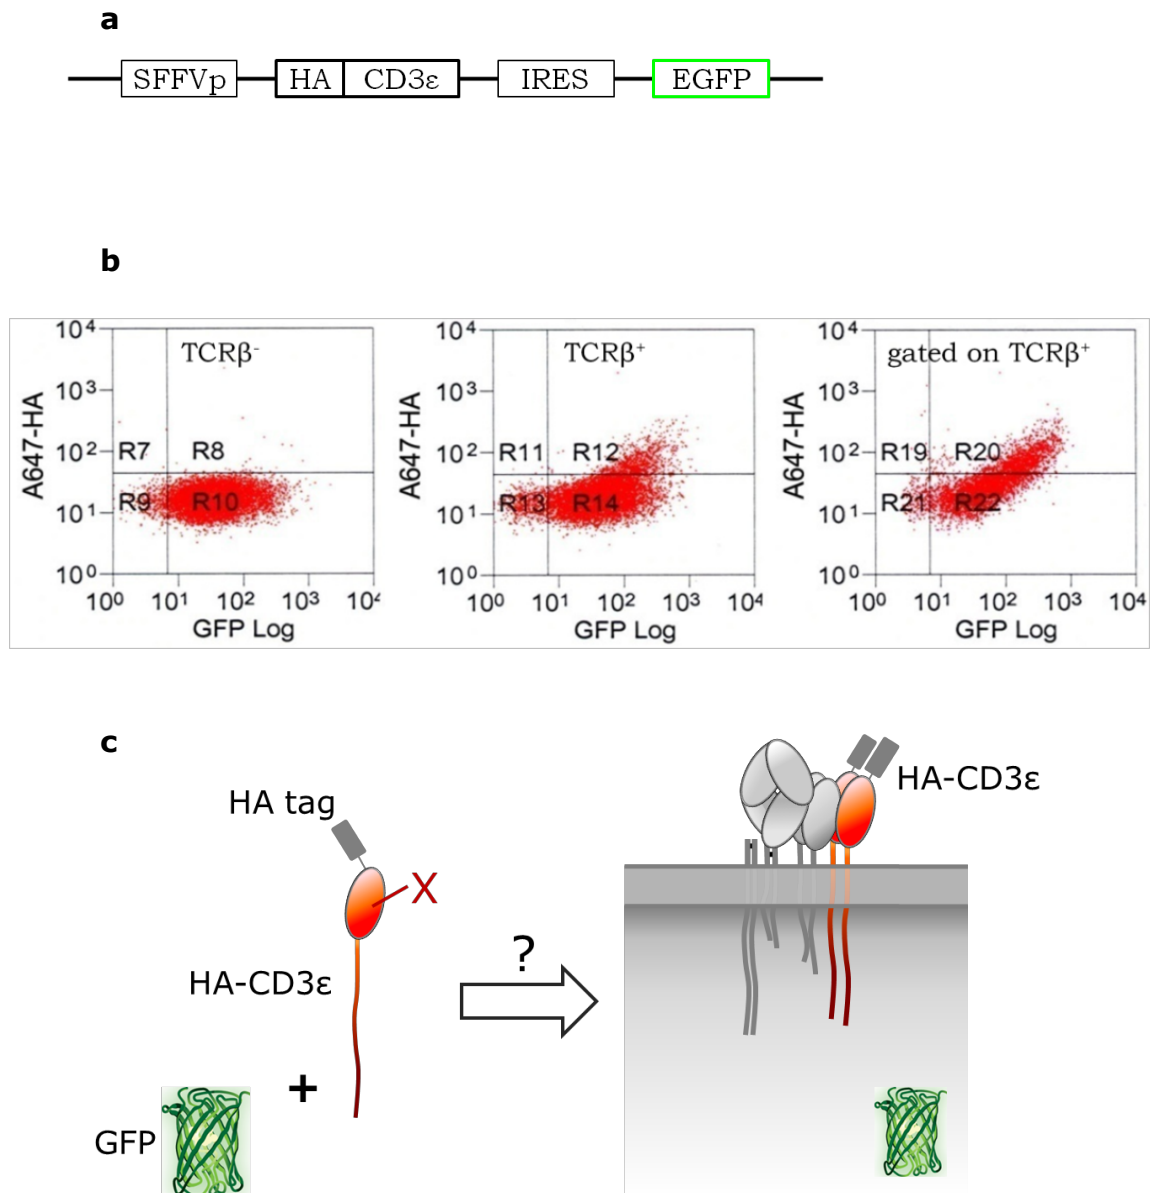 a
SFFVp HA CD3ε IRES EGFP
b
TCRβ⁻
A647-HA
10⁴
10³
10²
10¹
10⁰
R7 R8
R9 R10
10⁰ 10¹ 10² 10³ 10⁴
GFP Log
TCRβ⁺
A647-HA
10⁴
10³
10²
10¹
10⁰
R11 R12
R13 R14
10⁰ 10¹ 10² 10³ 10⁴
GFP Log
gated on TCRβ⁺
A647-HA
10⁴
10³
10²
10¹
10⁰
R19 R20
R21 R22
10⁰ 10¹ 10² 10³ 10⁴
GFP Log
c
HA tag
X
HA-CD3ε
+
GFP
?
HA-CD3ε